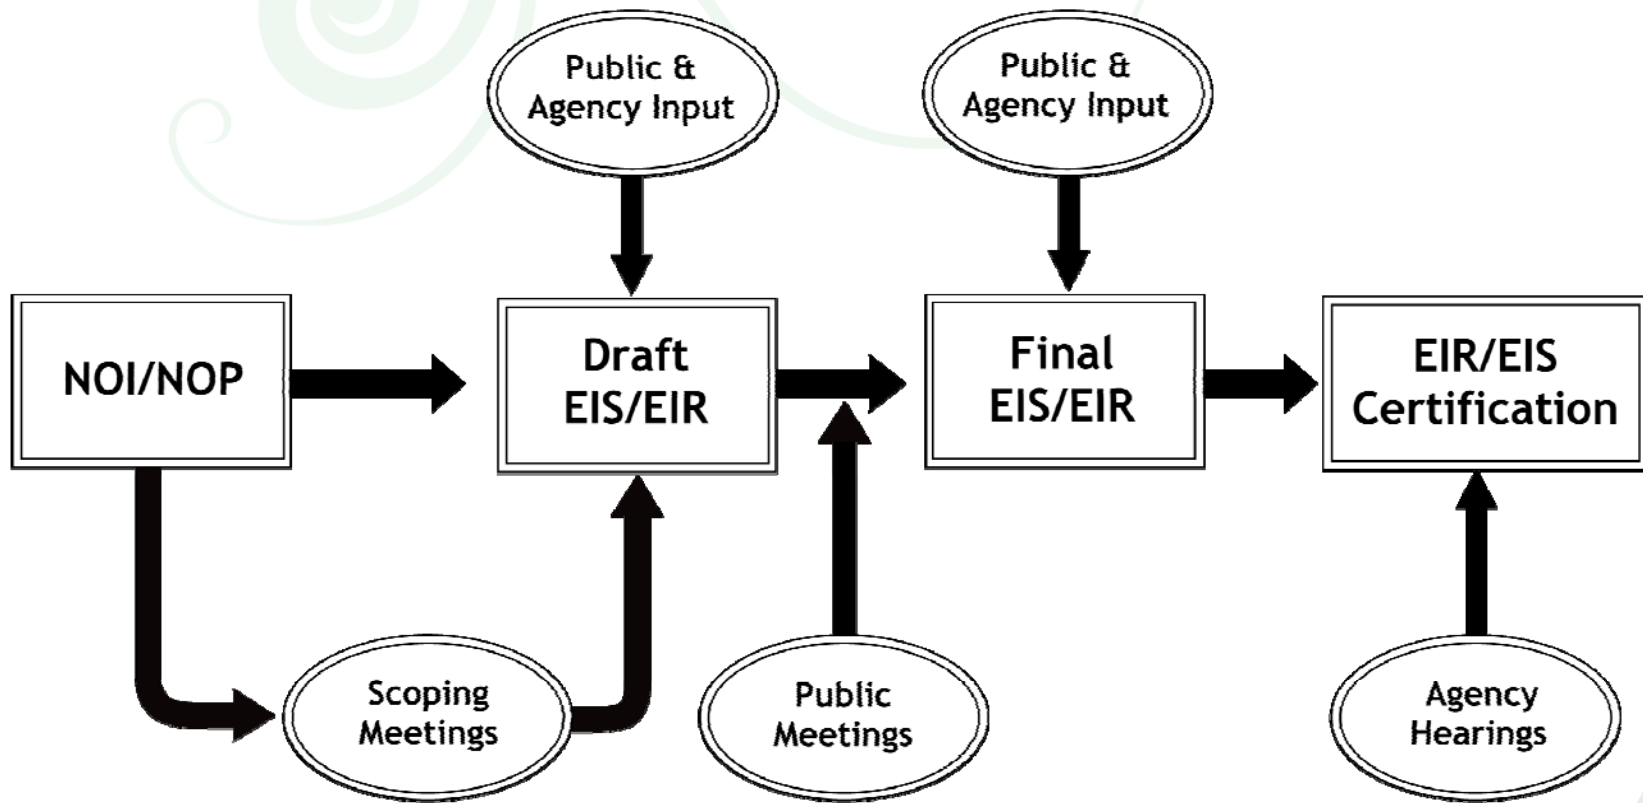 Public &
Agency Input
Public &
Agency Input
NOI/NOP
Draft
EIS/EIR
Final
EIS/EIR
EIR/EIS
Certification
Scoping
Meetings
Public
Meetings
Agency
Hearings